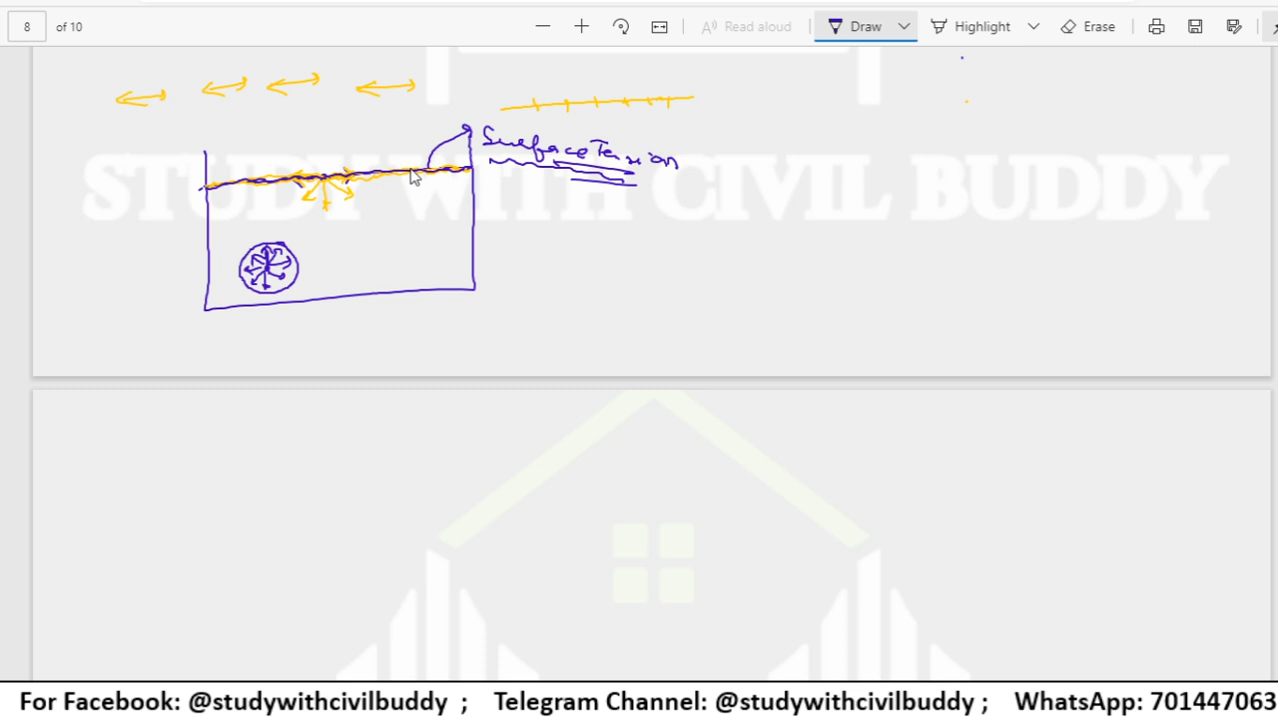 8 of 10 Read aloud Draw Highlight Erase
Surface Tension
STUDY WITH CIVIL BUDDY
For Facebook: @studywithcivilbuddy ; Telegram Channel: @studywithcivilbuddy ; WhatsApp: 701447063